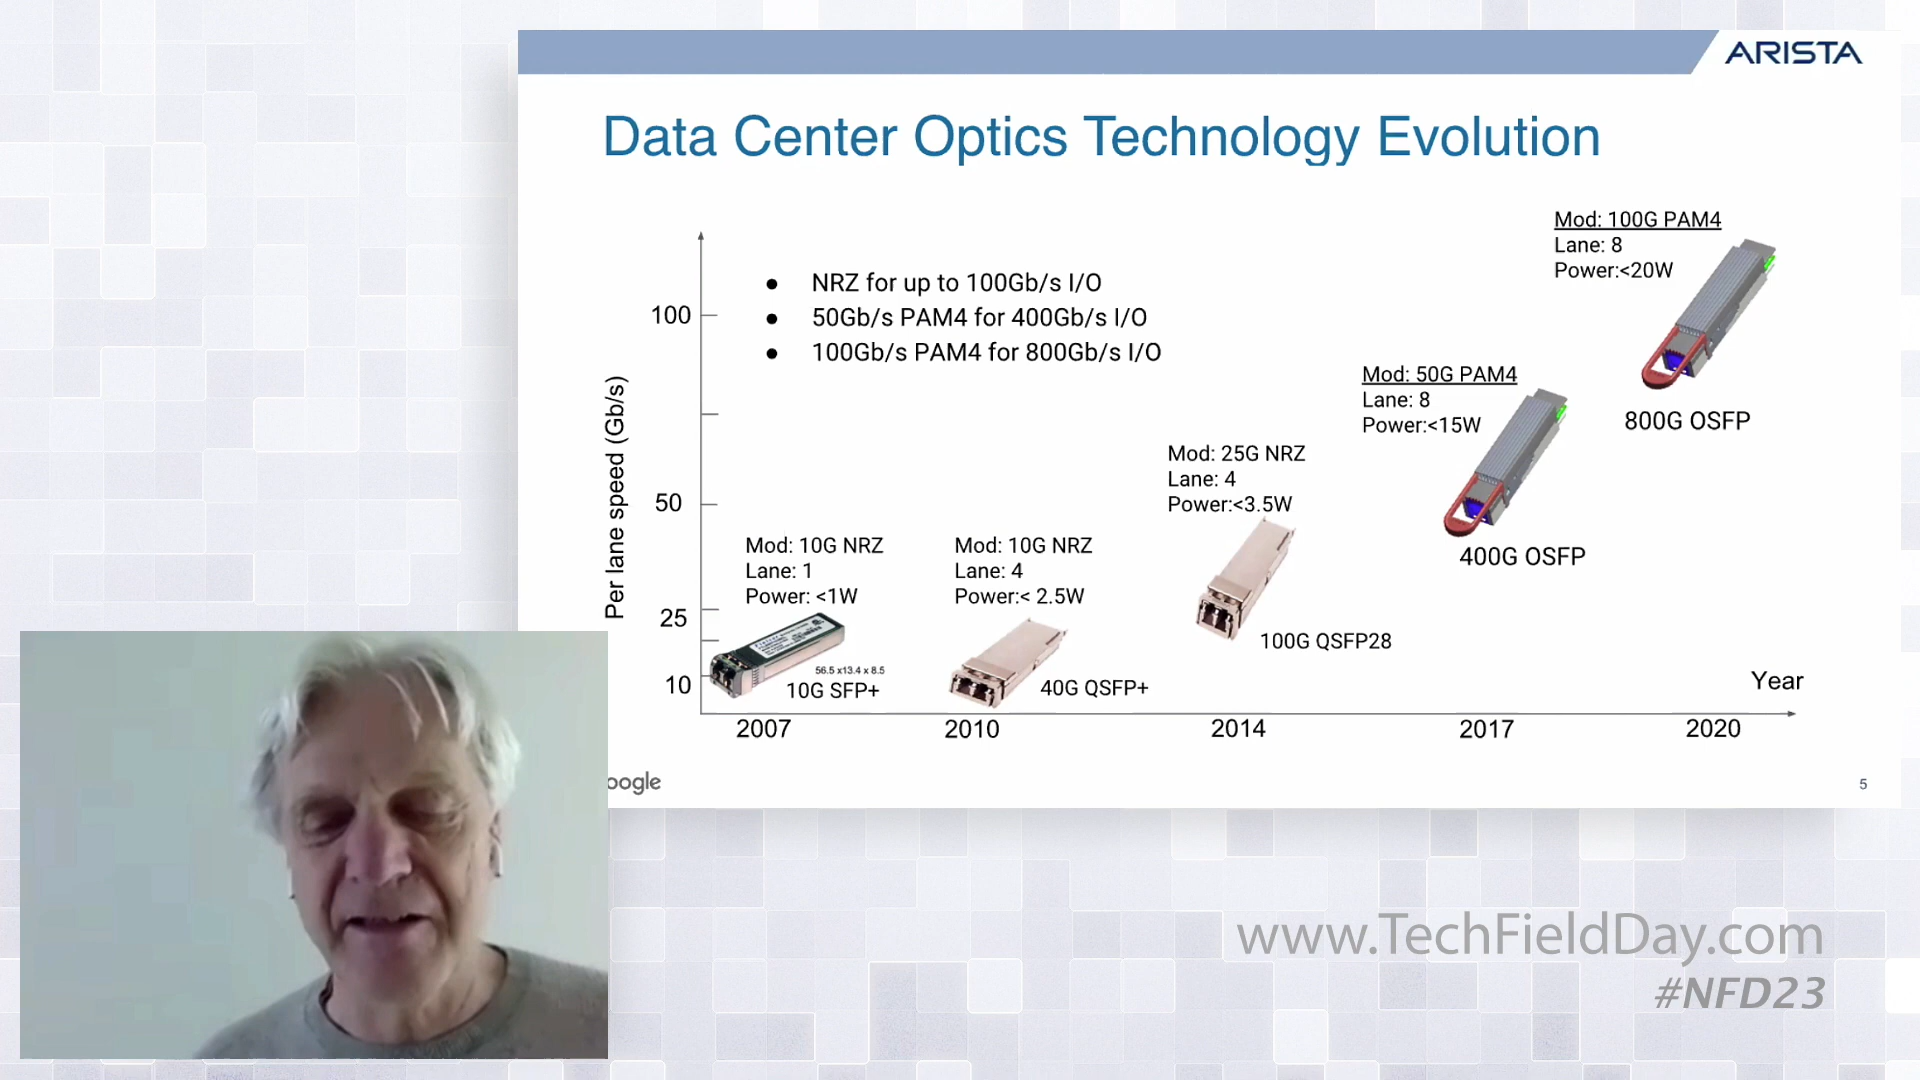 ARISTA
Data Center Optics Technology Evolution
Mod: 100G PAM4
Lane: 8
Power:<20W
800G OSFP
● NRZ for up to 100Gb/s I/O
● 50Gb/s PAM4 for 400Gb/s I/O
● 100Gb/s PAM4 for 800Gb/s I/O
Mod: 50G PAM4
Lane: 8
Power:<15W
400G OSFP
Mod: 25G NRZ
Lane: 4
Power:<3.5W
100G QSFP28
Mod: 10G NRZ
Lane: 4
Power:< 2.5W
40G QSFP+
Mod: 10G NRZ
Lane: 1
Power: <1W
56.5 x13.4 x 8.5
10G SFP+
Per lane speed (Gb/s)
100
50
25
10
Year
2007
2010
2014
2017
2020
oogle
5
www.TechFieldDay.com
#NFD23